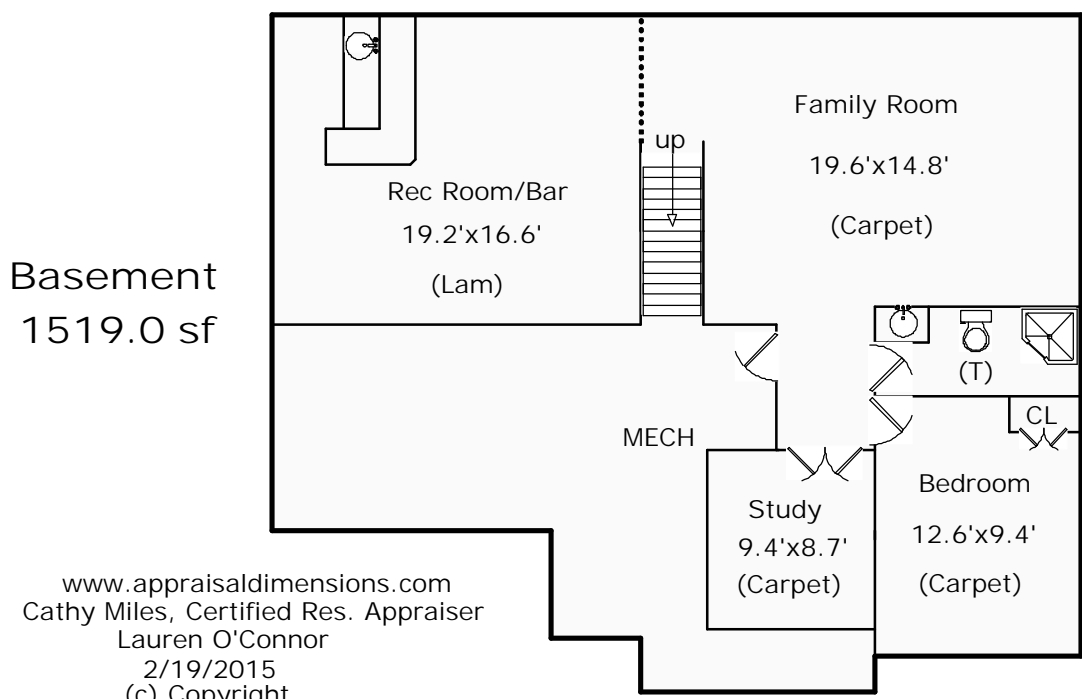 Basement
1519.0 sf
up
Rec Room/Bar
19.2'x16.6'
(Lam)
Family Room
19.6'x14.8'
(Carpet)
(T)
CL
MECH
Study
9.4'x8.7'
(Carpet)
Bedroom
12.6'x9.4'
(Carpet)
www.appraisaldimensions.com
Cathy Miles, Certified Res. Appraiser
Lauren O'Connor
2/19/2015
(c) Copyright